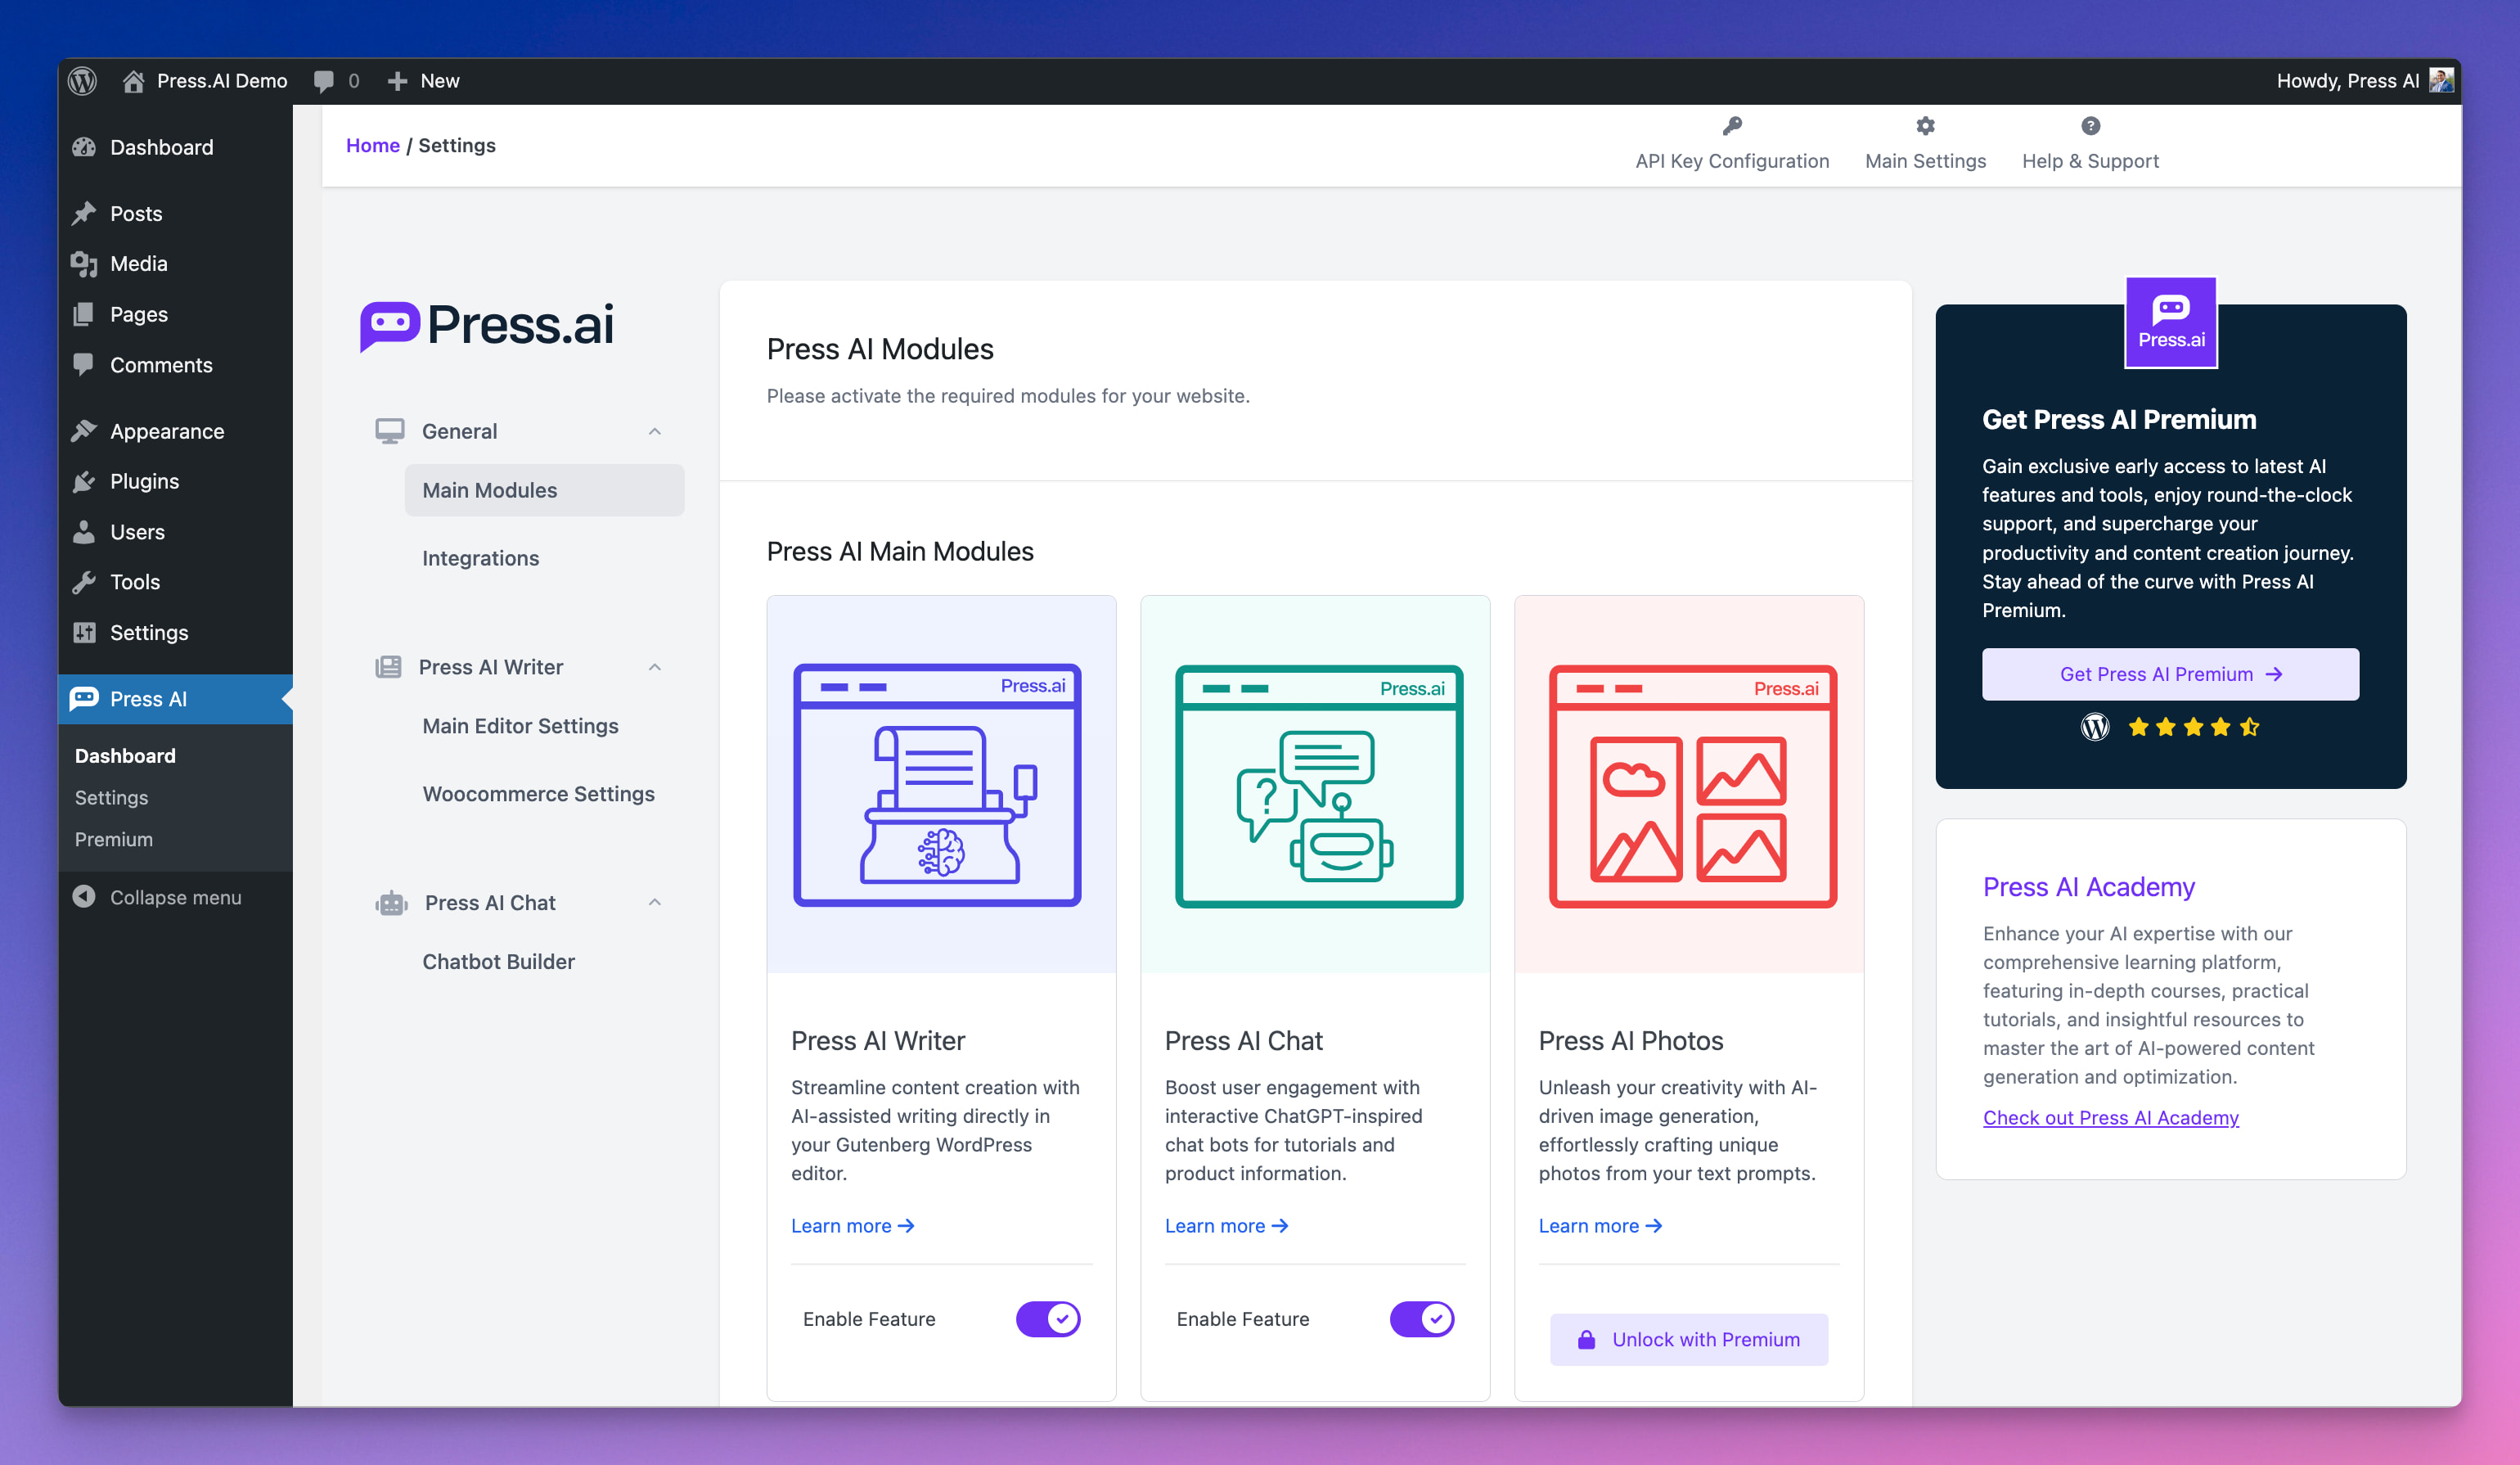 Press.AI Demo
0
New
Howdy, Press AI
Dashboard
Posts
Media
Pages
Comments
Appearance
Plugins
Users
Tools
Settings
Press AI
Dashboard
Settings
Premium
Collapse menu
Home / Settings
API Key Configuration
Main Settings
Help & Support
Press.ai
General
Main Modules
Integrations
Press AI Writer
Main Editor Settings
Woocommerce Settings
Press AI Chat
Chatbot Builder
Press AI Modules
Please activate the required modules for your website.
Press AI Main Modules
Press.ai
Press AI Writer
Streamline content creation with
AI-assisted writing directly in
your Gutenberg WordPress
editor.
Learn more →
Enable Feature
Press.ai
?
Press AI Chat
Boost user engagement with
interactive ChatGPT-inspired
chat bots for tutorials and
product information.
Learn more →
Enable Feature
Press.ai
Press AI Photos
Unleash your creativity with AI-
driven image generation,
effortlessly crafting unique
photos from your text prompts.
Learn more →
Unlock with Premium
Press.ai
Get Press AI Premium
Gain exclusive early access to latest AI
features and tools, enjoy round-the-clock
support, and supercharge your
productivity and content creation journey.
Stay ahead of the curve with Press AI
Premium.
Get Press AI Premium →
Press AI Academy
Enhance your AI expertise with our
comprehensive learning platform,
featuring in-depth courses, practical
tutorials, and insightful resources to
master the art of AI-powered content
generation and optimization.
Check out Press AI Academy